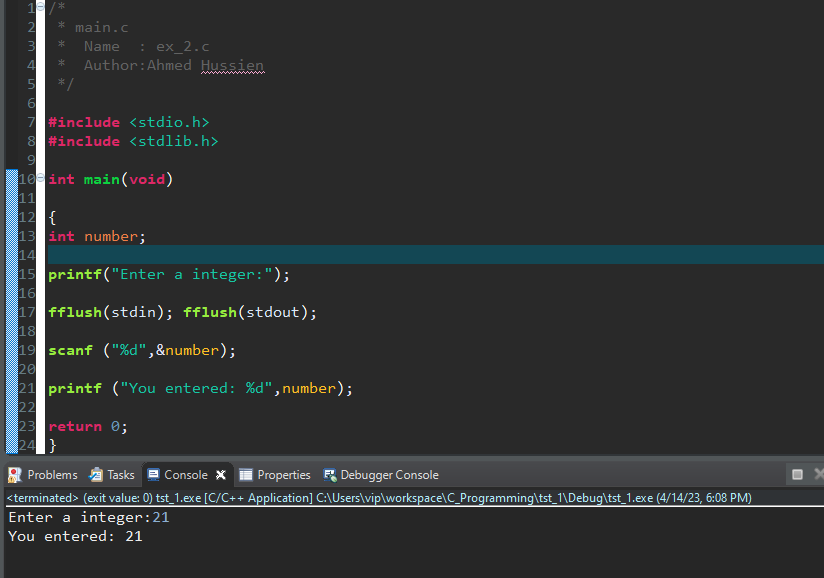 1 /*
2  * main.c
3  *  Name  : ex_2.c
4  *  Author:Ahmed Hussien
5  */
6
7 #include <stdio.h>
8 #include <stdlib.h>
9
10 int main(void)
11
12 {
13 int number;
14
15 printf("Enter a integer:");
16
17 fflush(stdin); fflush(stdout);
18
19 scanf ("%d",&number);
20
21 printf ("You entered: %d",number);
22
23 return 0;
24 }
Problems Tasks Console Properties Debugger Console
<terminated> (exit value: 0) tst_1.exe [C/C++ Application] C:\Users\vip\workspace\C_Programming\tst_1\Debug\tst_1.exe (4/14/23, 6:08 PM)
Enter a integer:21
You entered: 21